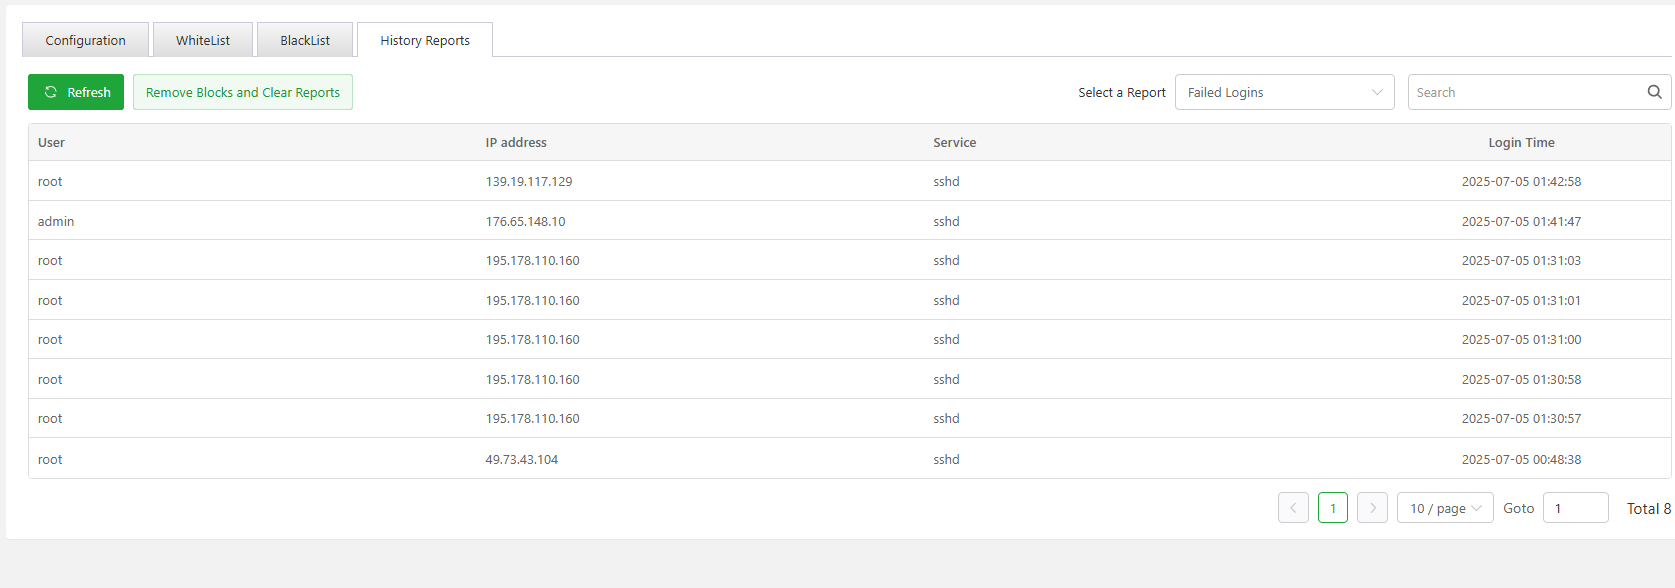 Configuration WhiteList BlackList History Reports
Refresh Remove Blocks and Clear Reports Select a Report Failed Logins Search
User IP address Service Login Time
root 139.19.117.129 sshd 2025-07-05 01:42:58
admin 176.65.148.10 sshd 2025-07-05 01:41:47
root 195.178.110.160 sshd 2025-07-05 01:31:03
root 195.178.110.160 sshd 2025-07-05 01:31:01
root 195.178.110.160 sshd 2025-07-05 01:31:00
root 195.178.110.160 sshd 2025-07-05 01:30:58
root 195.178.110.160 sshd 2025-07-05 01:30:57
root 49.73.43.104 sshd 2025-07-05 00:48:38
1 10 / page Goto 1 Total 8